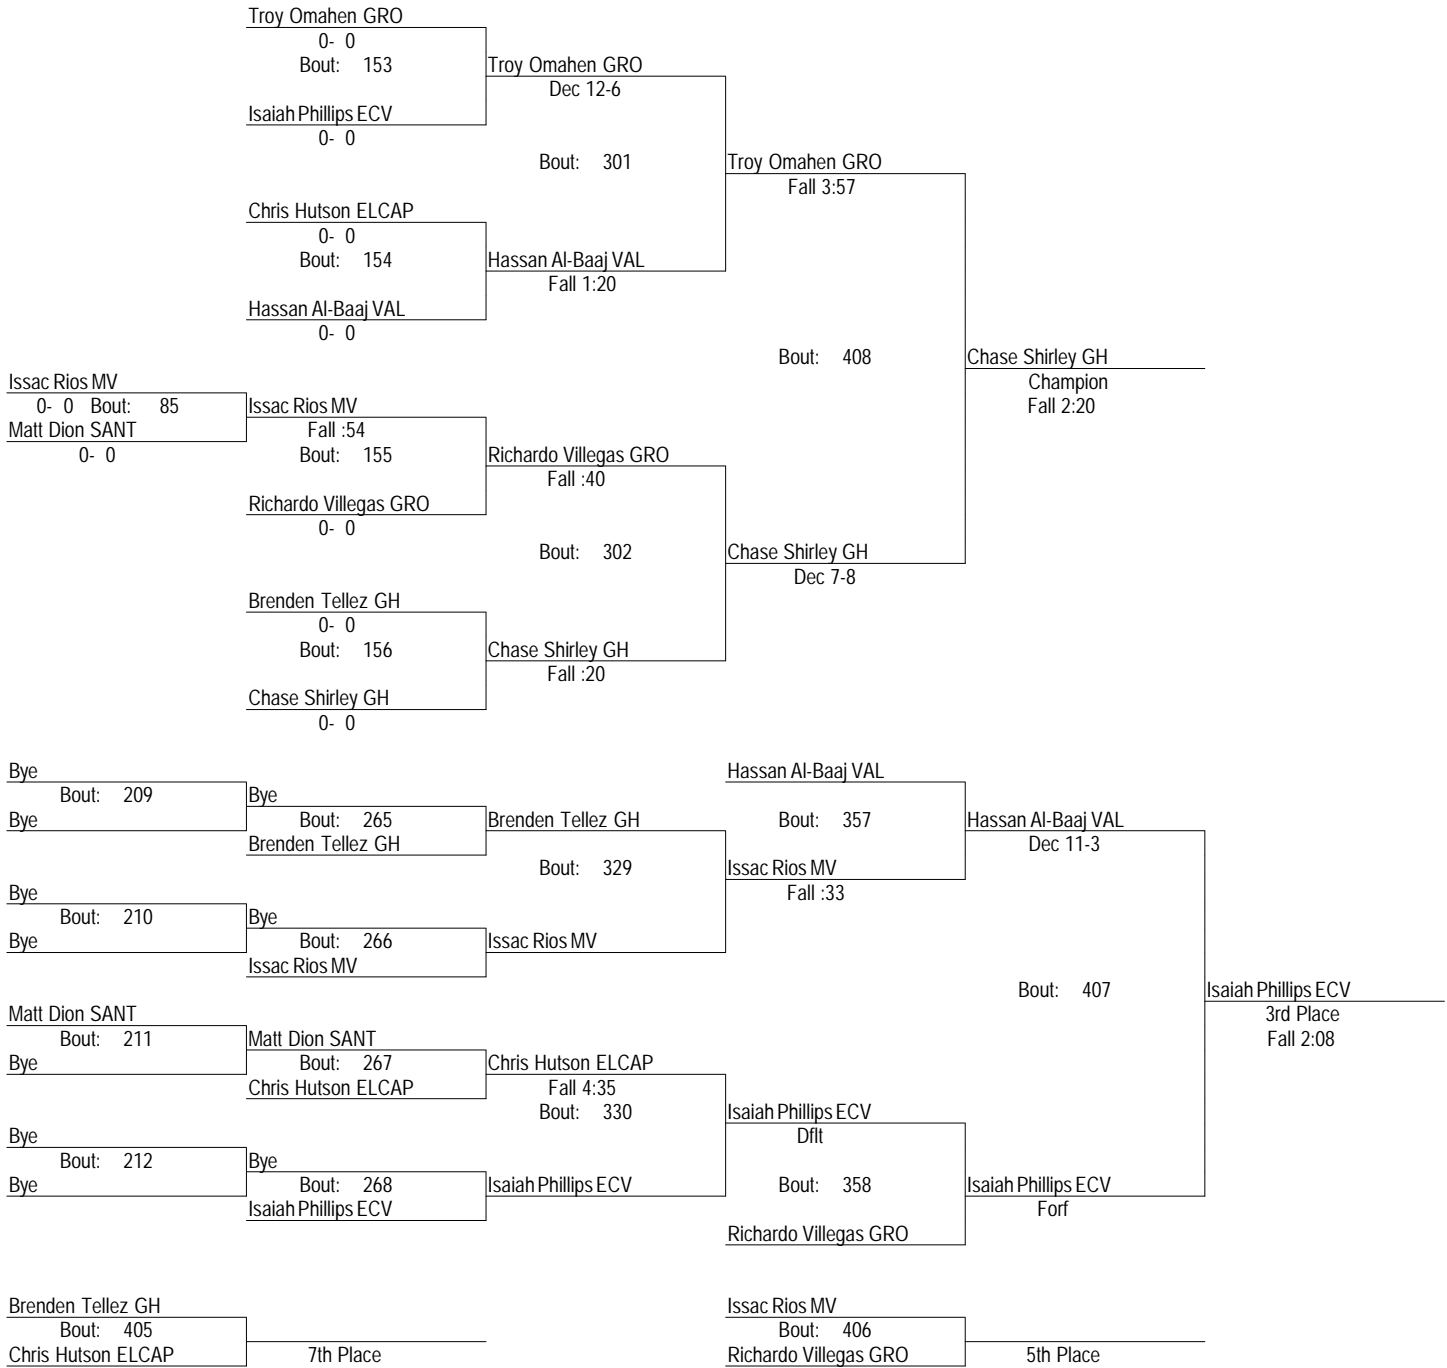 Troy Omahen GRO
0- 0
Bout: 153
Troy Omahen GRO
Dec 12-6
Isaiah Phillips ECV
0- 0
Bout: 301
Troy Omahen GRO
Fall 3:57
Chris Hutson ELCAP
0- 0
Bout: 154
Hassan Al-Baaj VAL
Fall 1:20
Hassan Al-Baaj VAL
0- 0
Bout: 408
Chase Shirley GH
Champion
Fall 2:20
Issac Rios MV
0- 0 Bout: 85
Matt Dion SANT
0- 0
Issac Rios MV
Fall :54
Bout: 155
Richardo Villegas GRO
Fall :40
Richardo Villegas GRO
0- 0
Bout: 302
Chase Shirley GH
Dec 7-8
Brenden Tellez GH
0- 0
Bout: 156
Chase Shirley GH
Fall :20
Chase Shirley GH
0- 0
Bye
Bout: 209
Bye
Bye
Bout: 265
Brenden Tellez GH
Brenden Tellez GH
Bout: 329
Hassan Al-Baaj VAL
Bout: 357
Hassan Al-Baaj VAL
Dec 11-3
Issac Rios MV
Fall :33
Bye
Bout: 210
Bye
Bye
Bout: 266
Issac Rios MV
Issac Rios MV
Bout: 407
Isaiah Phillips ECV
3rd Place
Fall 2:08
Matt Dion SANT
Bout: 211
Bye
Matt Dion SANT
Bout: 267
Chris Hutson ELCAP
Chris Hutson ELCAP
Fall 4:35
Bout: 330
Isaiah Phillips ECV
Dflt
Bye
Bout: 212
Bye
Bye
Bout: 268
Isaiah Phillips ECV
Isaiah Phillips ECV
Bout: 358
Isaiah Phillips ECV
Forf
Richardo Villegas GRO
Brenden Tellez GH
Bout: 405
Chris Hutson ELCAP
7th Place
Issac Rios MV
Bout: 406
Richardo Villegas GRO
5th Place